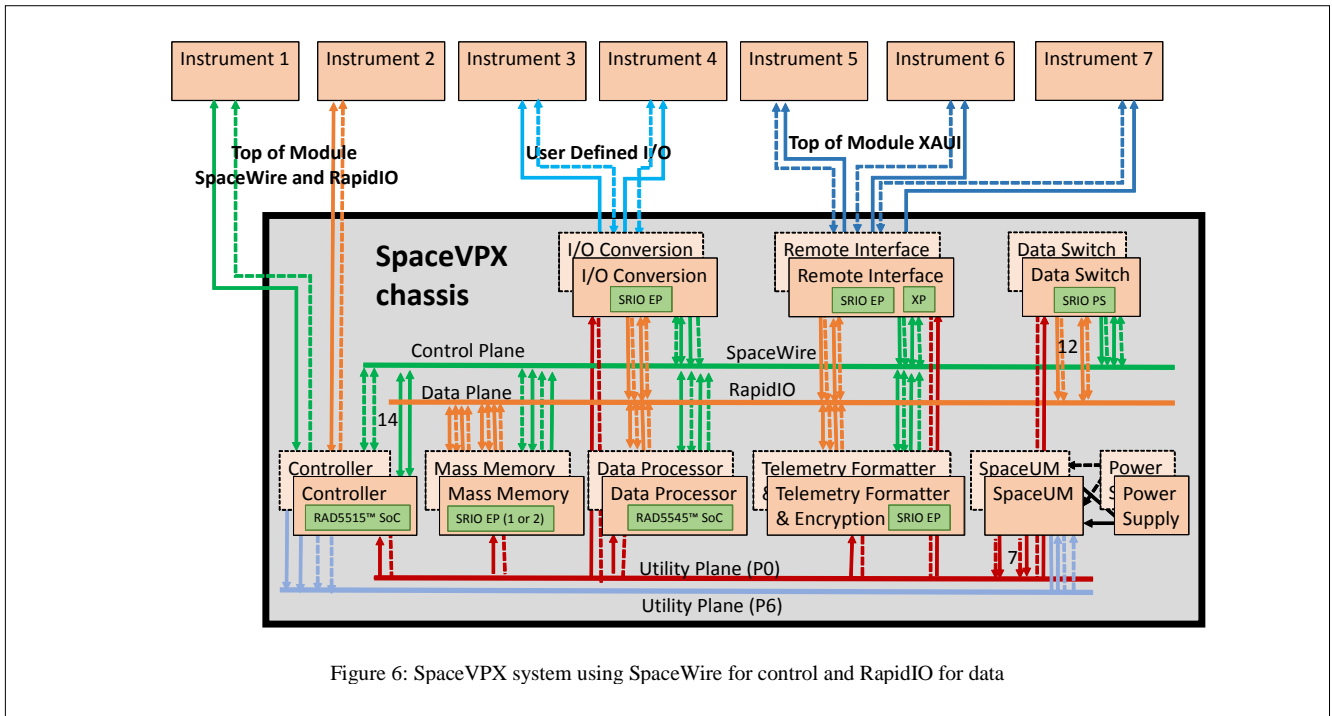 Instrument 1
Instrument 2
Instrument 3
Instrument 4
Instrument 5
Instrument 6
Instrument 7
Top of Module
SpaceWire and RapidIO
User Defined I/O
Top of Module XAUI
SpaceVPX
chassis
I/O Conversion
I/O Conversion
SRIO EP
Remote Interface
Remote Interface
SRIO EP
XP
Data Switch
Data Switch
SRIO PS
12
Control Plane
SpaceWire
Data Plane
RapidIO
14
Controller
Controller
RAD5515™ SoC
Mass Memory
Mass Memory
SRIO EP (1 or 2)
Data Processor
Data Processor
RAD5545™ SoC
Telemetry Formatter
&
Telemetry Formatter
& Encryption
SRIO EP
SpaceUM
SpaceUM
Power
S
Power
Supply
7
Utility Plane (P0)
Utility Plane (P6)
Figure 6: SpaceVPX system using SpaceWire for control and RapidIO for data